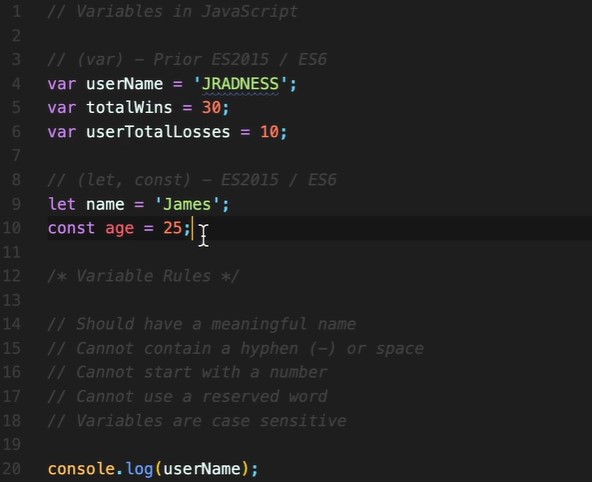 1 // Variables in JavaScript
2
3 // (var) – Prior ES2015 / ES6
4 var userName = 'JRADNESS';
5 var totalWins = 30;
6 var userTotalLosses = 10;
7
8 // (let, const) – ES2015 / ES6
9 let name = 'James';
10 const age = 25;
11
12 /* Variable Rules */
13
14 // Should have a meaningful name
15 // Cannot contain a hyphen (–) or space
16 // Cannot start with a number
17 // Cannot use a reserved word
18 // Variables are case sensitive
19
20 console.log(userName);